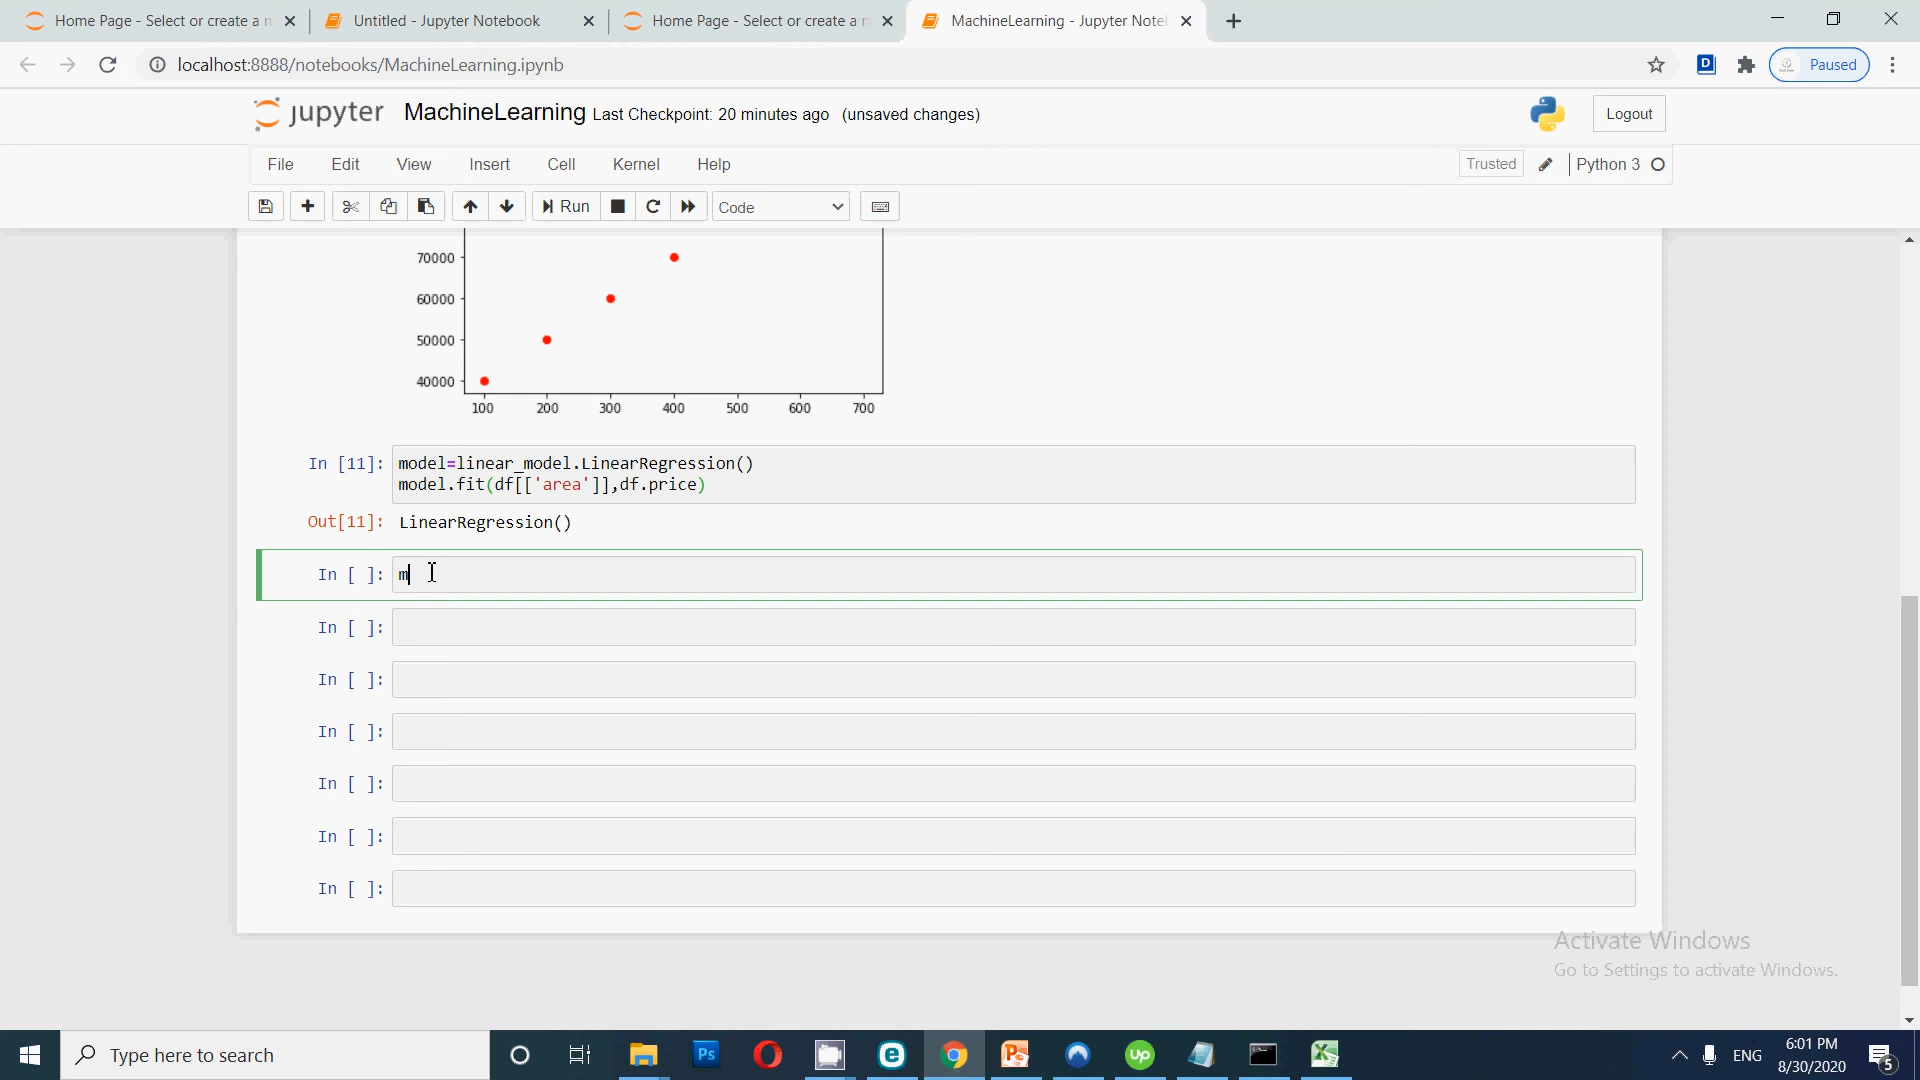 Home Page - Select or create a n
Untitled - Jupyter Notebook
Home Page - Select or create a n
MachineLearning - Jupyter Note
localhost:8888/notebooks/MachineLearning.ipynb
D
Paused
jupyter MachineLearning Last Checkpoint: 20 minutes ago (unsaved changes)
Logout
File Edit View Insert Cell Kernel Help
Trusted
Python 3
Run
Code
70000
60000
50000
40000
100 200 300 400 500 600 700
In [11]: model=linear_model.LinearRegression()
model.fit(df[['area']],df.price)
Out[11]: LinearRegression()
In [ ]: m
In [ ]:
In [ ]:
In [ ]:
In [ ]:
In [ ]:
In [ ]:
Activate Windows
Go to Settings to activate Windows.
Type here to search
Ps
up
ENG
6:01 PM
8/30/2020
5